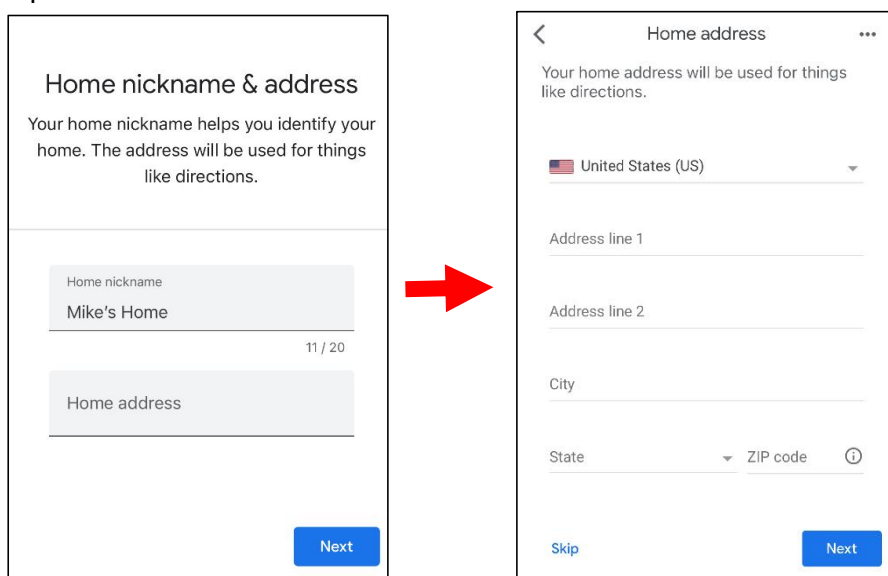 Home nickname & address
Your home nickname helps you identify your
home. The address will be used for things
like directions.
Home nickname
Mike's Home
11 / 20
Home address
Next
Home address
Your home address will be used for things
like directions.
United States (US)
Address line 1
Address line 2
City
State
ZIP code
Skip
Next